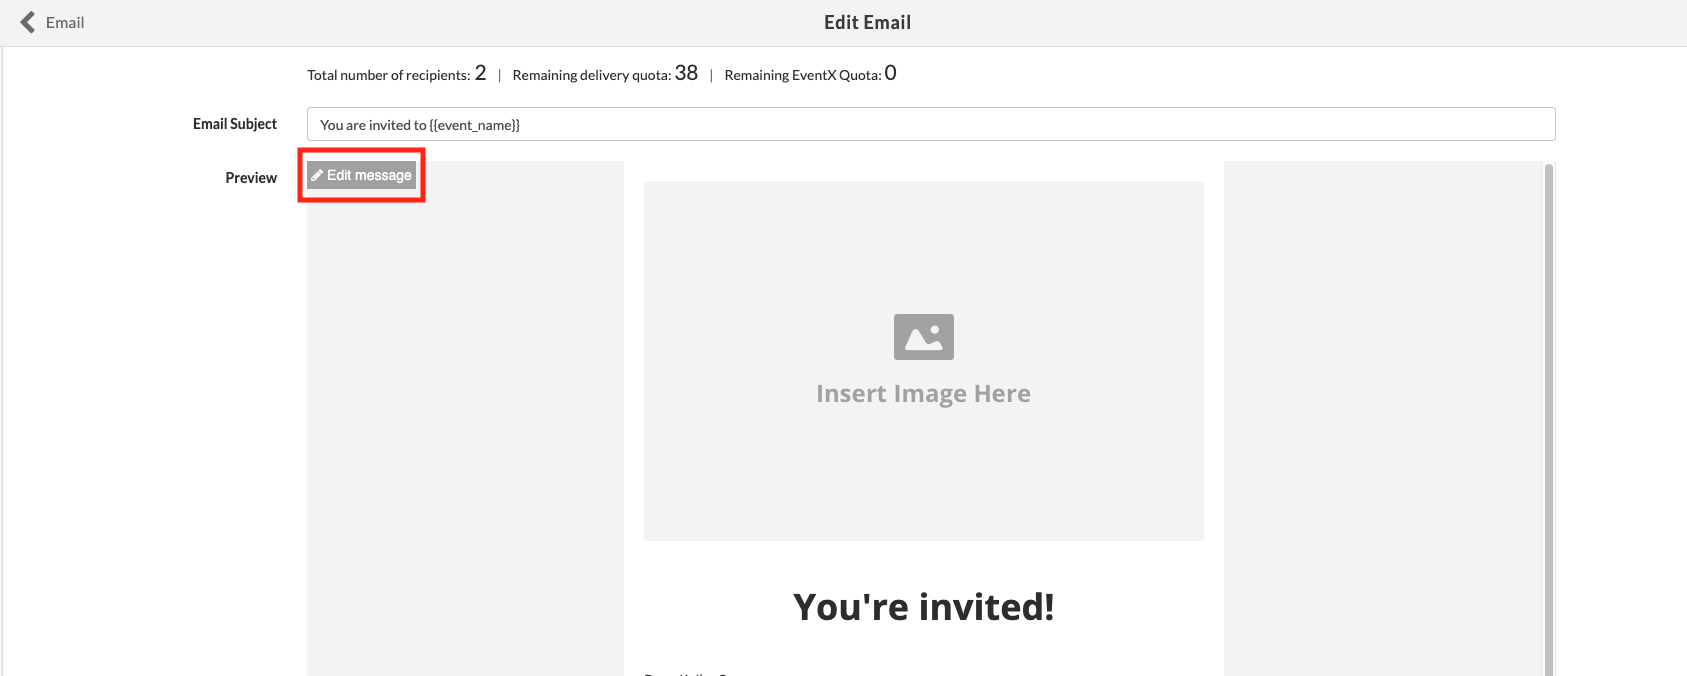 Email
Edit Email
Total number of recipients: 2 | Remaining delivery quota: 38 | Remaining EventX Quota: 0
Email Subject
You are invited to {{event_name}}
Preview
Edit message
Insert Image Here
You're invited!